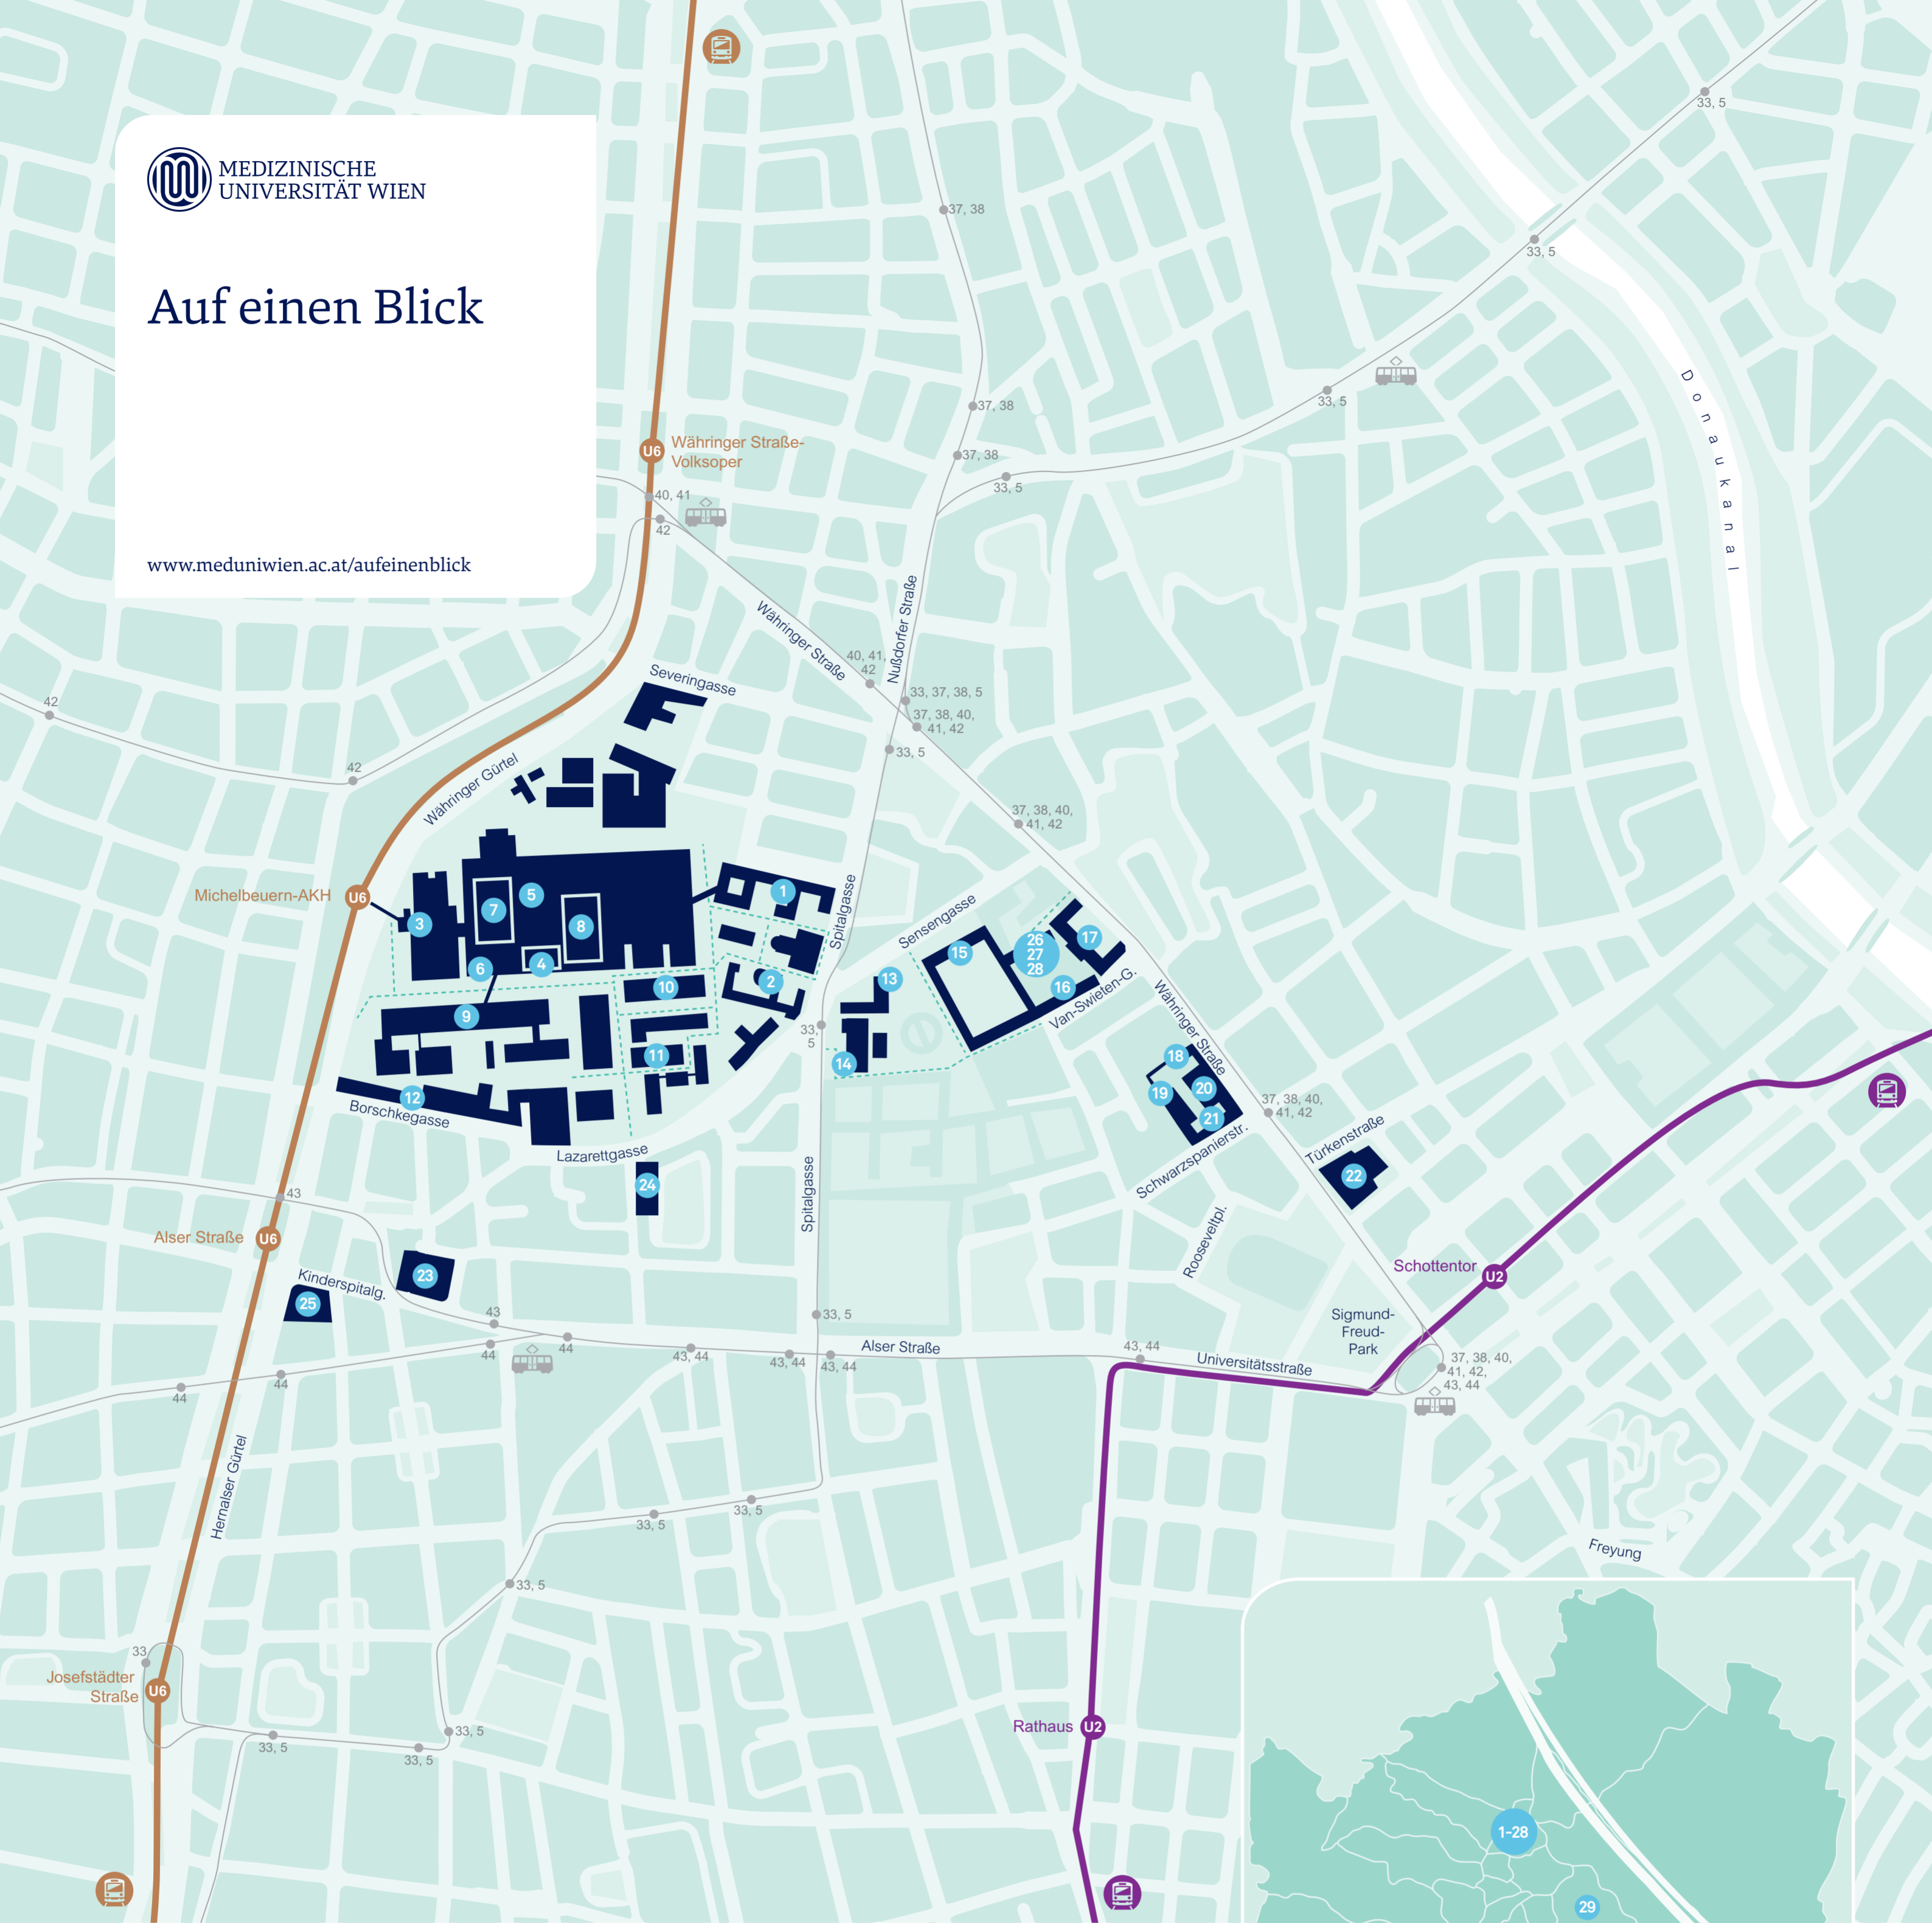 MEDIZINISCHE
UNIVERSITÄT WIEN
Auf einen Blick
www.meduniwien.ac.at/aufeinenblick
33, 5
37, 38
33, 5
Donaukanal
33, 5
37, 38
U6
Währinger Straße-
Volksoper
37, 38
33, 5
40, 41
42
Währinger Straße
Nußdorfer Straße
40, 41,
42
Severingasse
33, 37, 38, 5
37, 38, 40,
41, 42
33, 5
42
42
Währinger Gürtel
37, 38, 40,
41, 42
Michelbeuern-AKH
U6
1
2
3
4
5
6
7
8
9
10
11
12
Spitalgasse
Sensengasse
13
14
15
16
17
26
27
28
Van-Swieten-G.
Währinger Straße
33,
5
18
19
20
21
37, 38, 40,
41, 42
Schwarzspanierstr.
Türkenstraße
22
Borschkegasse
Lazarettgasse
24
Spitalgasse
Rooseveltpl.
43
Alser Straße
U6
Kinderspitalg.
23
25
Schottentor
U2
Sigmund-
Freud-
Park
43
44
44
44
44
43, 44
43, 44
43, 44
33, 5
Alser Straße
43, 44
Universitätsstraße
37, 38, 40,
41, 42,
43, 44
Hernalser Gürtel
33, 5
33, 5
33, 5
Freyung
33
Josefstädter
Straße
U6
33, 5
33, 5
33, 5
Rathaus
U2
1-28
29